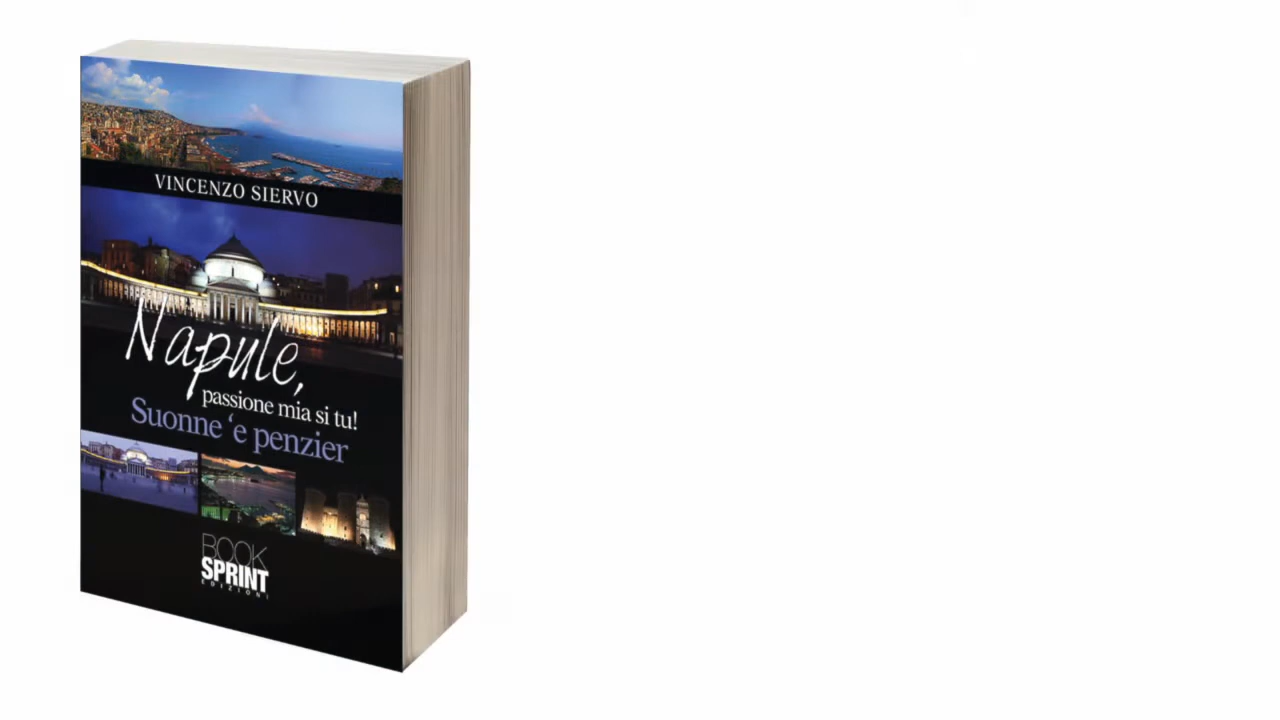 VINCENZO SIERVO
Napule,
passione mia si tu!
Suonne ‘e penzier
BOOK
SPRINT
EDIZIONI